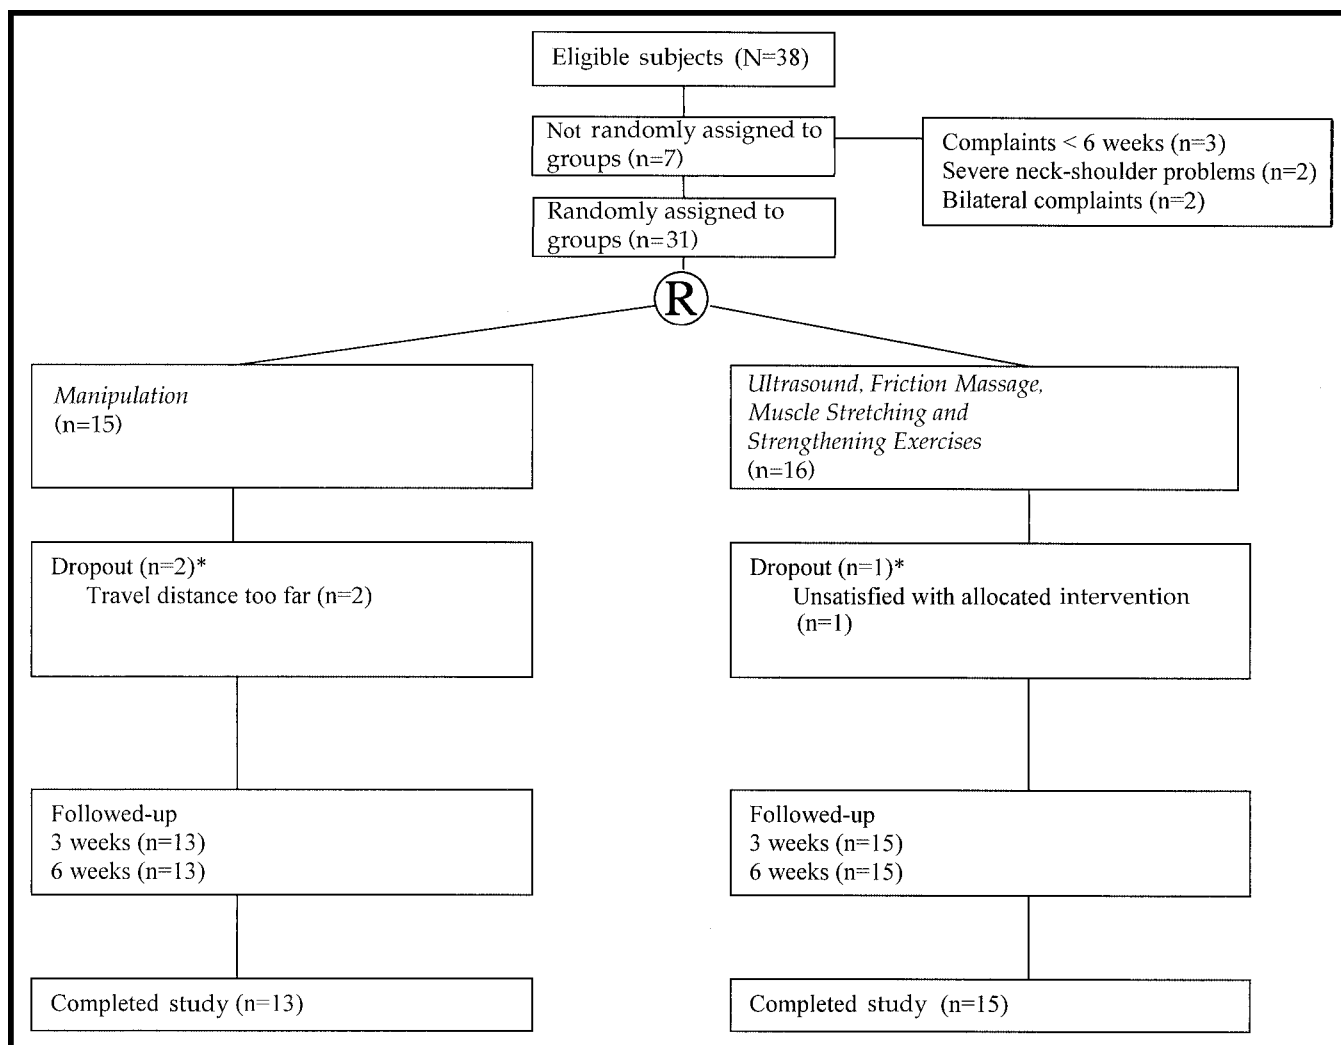 Eligible subjects (N=38)
Not randomly assigned to
groups (n=7)
Complaints < 6 weeks (n=3)
Severe neck-shoulder problems (n=2)
Bilateral complaints (n=2)
Randomly assigned to
groups (n=31)
R
Manipulation
(n=15)
Ultrasound, Friction Massage,
Muscle Stretching and
Strengthening Exercises
(n=16)
Dropout (n=2)*
Travel distance too far (n=2)
Dropout (n=1)*
Unsatisfied with allocated intervention
(n=1)
Followed-up
3 weeks (n=13)
6 weeks (n=13)
Followed-up
3 weeks (n=15)
6 weeks (n=15)
Completed study (n=13)
Completed study (n=15)